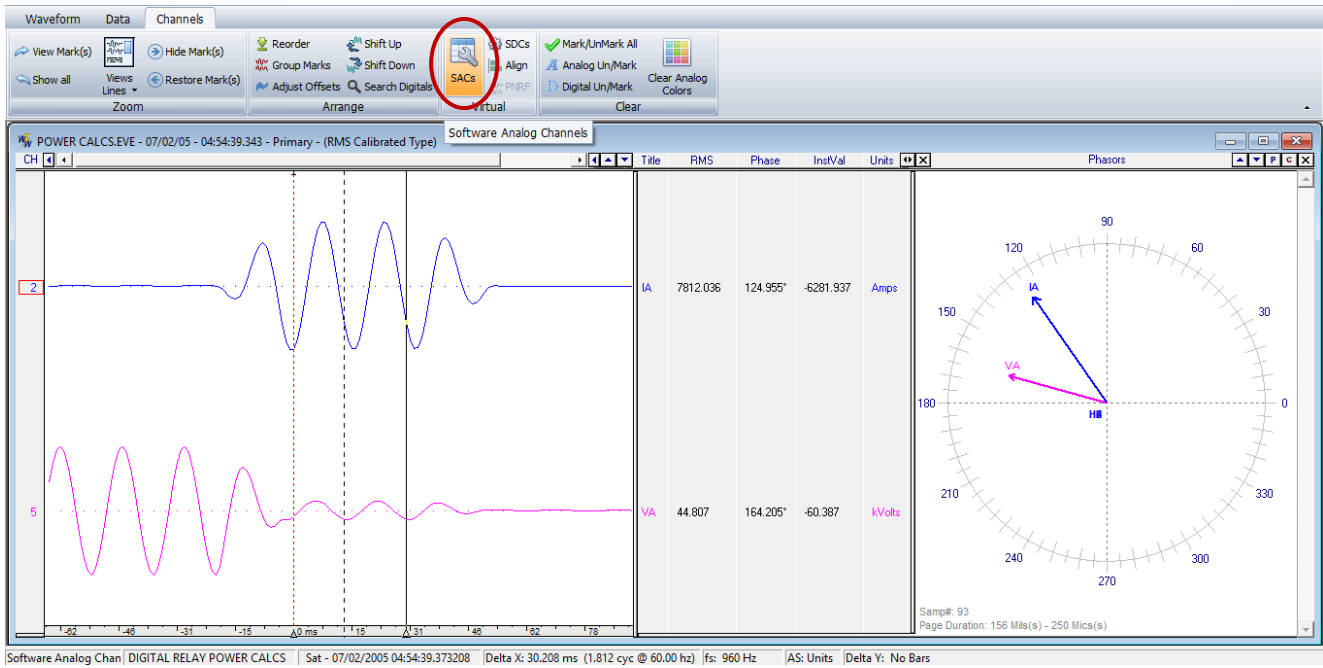 Waveform Data Channels
View Mark(s) Hide Mark(s) Reorder Shift Up SACs SDCs Mark/UnMark All
Show all Views Lines Restore Mark(s) Group Marks Shift Down Align Analog Un/Mark Clear Analog Colors
Adjust Offsets Search Digitals PNRF Digital Un/Mark
Zoom Arrange Virtual Clear
Software Analog Channels
POWER CALCS.EVE - 07/02/05 - 04:54:39.343 - Primary - (RMS Calibrated Type)
CH Title RMS Phase InstVal Units Phasors P C X
2 IA 7812.036 124.955° -6281.937 Amps
5 VA 44.807 164.205° -60.387 kVolts
90
120 60
IA
150 30
VA
180 0
210 330
240 300
270
-62 -46 -31 -15 0 ms 15 31 46 62 78
Samp#: 93
Page Duration: 156 Mils(s) - 250 Mics(s)
Software Analog Chan DIGITAL RELAY POWER CALCS Sat - 07/02/2005 04:54:39.373208 Delta X: 30.208 ms (1.812 cyc @ 60.00 hz) fs: 960 Hz AS: Units Delta Y: No Bars